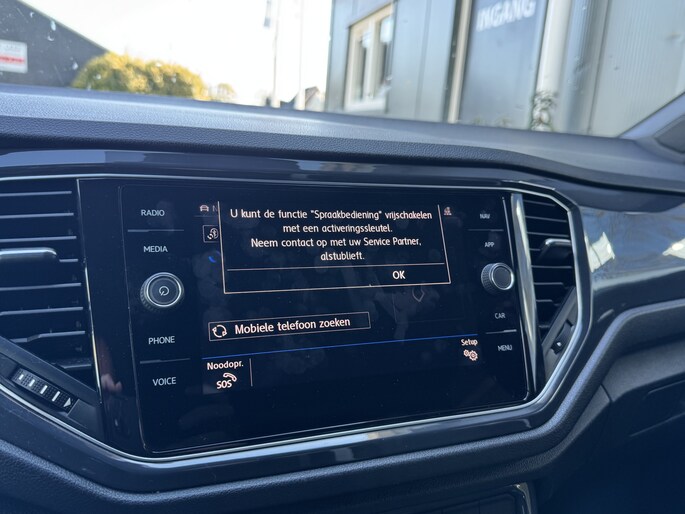 INGANG
RADIO
MEDIA
PHONE
VOICE
U kunt de functie "Spraakbediening" vrijschakelen
met een activeringssleutel.
Neem contact op met uw Service Partner,
alstublieft.
OK
Mobiele telefoon zoeken
Noodopr.
SOS
Setup
NAV
APP
CAR
MENU